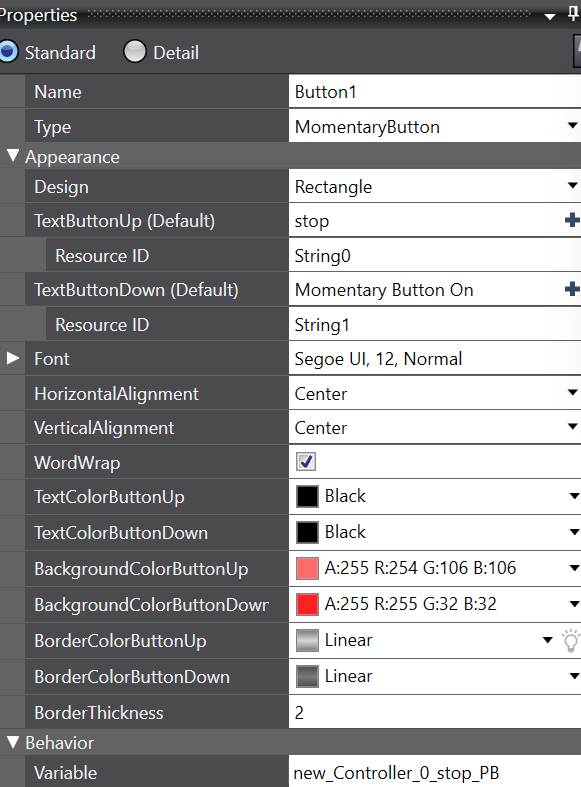 Properties
Standard Detail
Name Button1
Type MomentaryButton
Appearance
Design Rectangle
TextButtonUp (Default) stop
Resource ID String0
TextButtonDown (Default) Momentary Button On
Resource ID String1
Font Segoe UI, 12, Normal
HorizontalAlignment Center
VerticalAlignment Center
WordWrap
TextColorButtonUp Black
TextColorButtonDown Black
BackgroundColorButtonUp A:255 R:254 G:106 B:106
BackgroundColorButtonDown A:255 R:255 G:32 B:32
BorderColorButtonUp Linear
BorderColorButtonDown Linear
BorderThickness 2
Behavior
Variable new_Controller_0_stop_PB